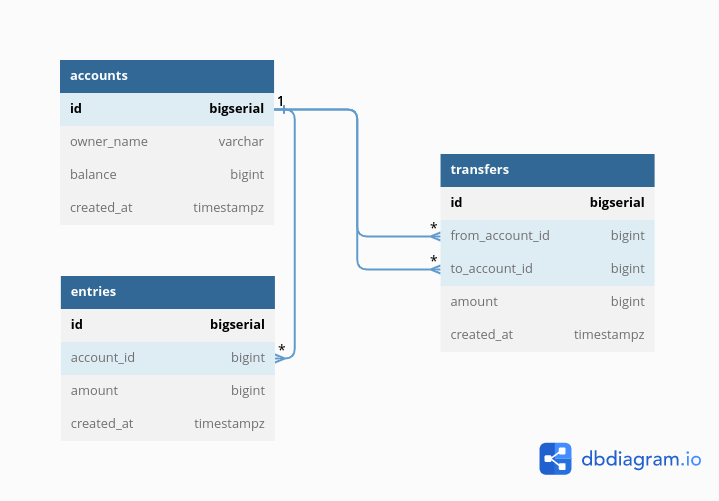 accounts
1
id bigserial
owner_name varchar
balance bigint
created_at timestampz
transfers
id bigserial
* from_account_id bigint
* to_account_id bigint
amount bigint
created_at timestampz
entries
id bigserial
account_id bigint *
amount bigint
created_at timestampz
dbdiagram.io